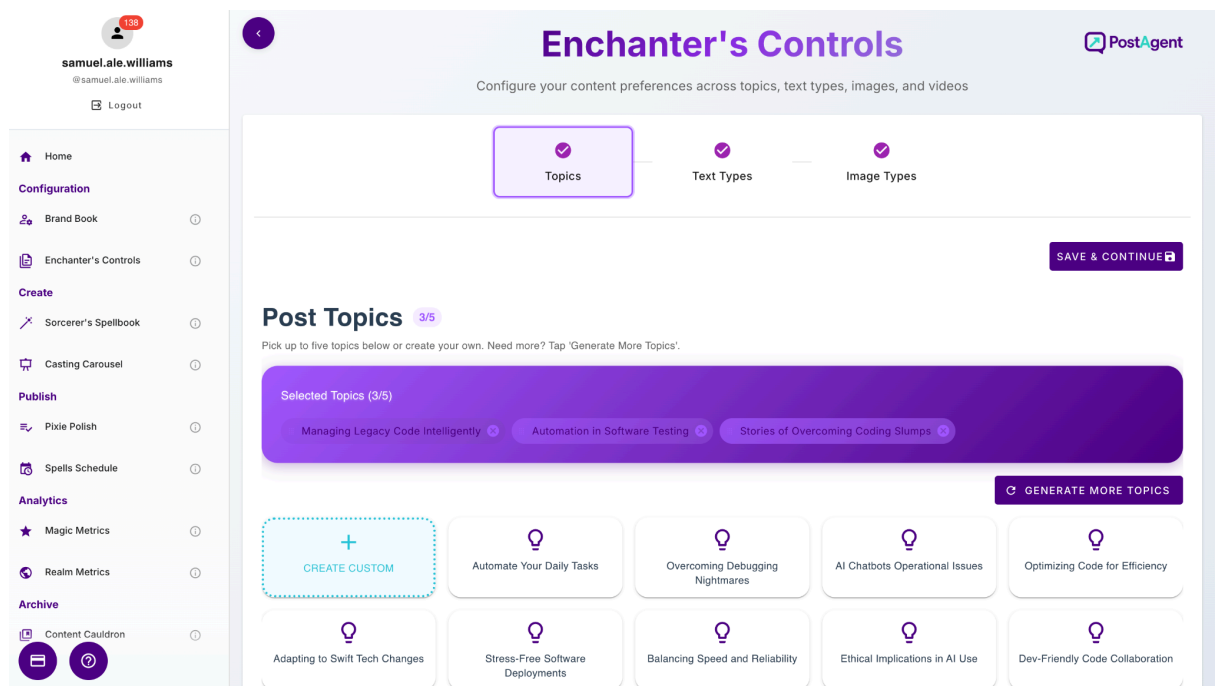 138
samuel.ale.williams
@samuel.ale.williams
Logout
Home
Configuration
Brand Book
Enchanter's Controls
Create
Sorcerer's Spellbook
Casting Carousel
Publish
Pixie Polish
Spells Schedule
Analytics
Magic Metrics
Realm Metrics
Archive
Content Cauldron
Enchanter's Controls
PostAgent
Configure your content preferences across topics, text types, images, and videos
Topics
Text Types
Image Types
SAVE & CONTINUE
Post Topics 3/5
Pick up to five topics below or create your own. Need more? Tap 'Generate More Topics'.
Selected Topics (3/5)
Managing Legacy Code Intelligently
Automation in Software Testing
Stories of Overcoming Coding Slumps
GENERATE MORE TOPICS
CREATE CUSTOM
Automate Your Daily Tasks
Overcoming Debugging
Nightmares
AI Chatbots Operational Issues
Optimizing Code for Efficiency
Adapting to Swift Tech Changes
Stress-Free Software
Deployments
Balancing Speed and Reliability
Ethical Implications in AI Use
Dev-Friendly Code Collaboration